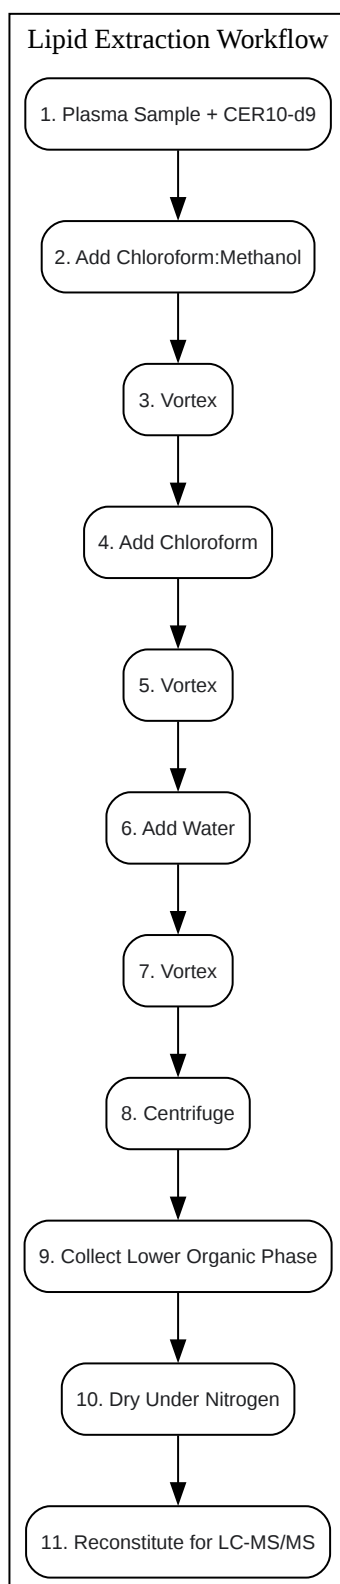 Lipid Extraction Workflow
1. Plasma Sample + CER10-d9
2. Add Chloroform:Methanol
3. Vortex
4. Add Chloroform
5. Vortex
6. Add Water
7. Vortex
8. Centrifuge
9. Collect Lower Organic Phase
10. Dry Under Nitrogen
11. Reconstitute for LC-MS/MS